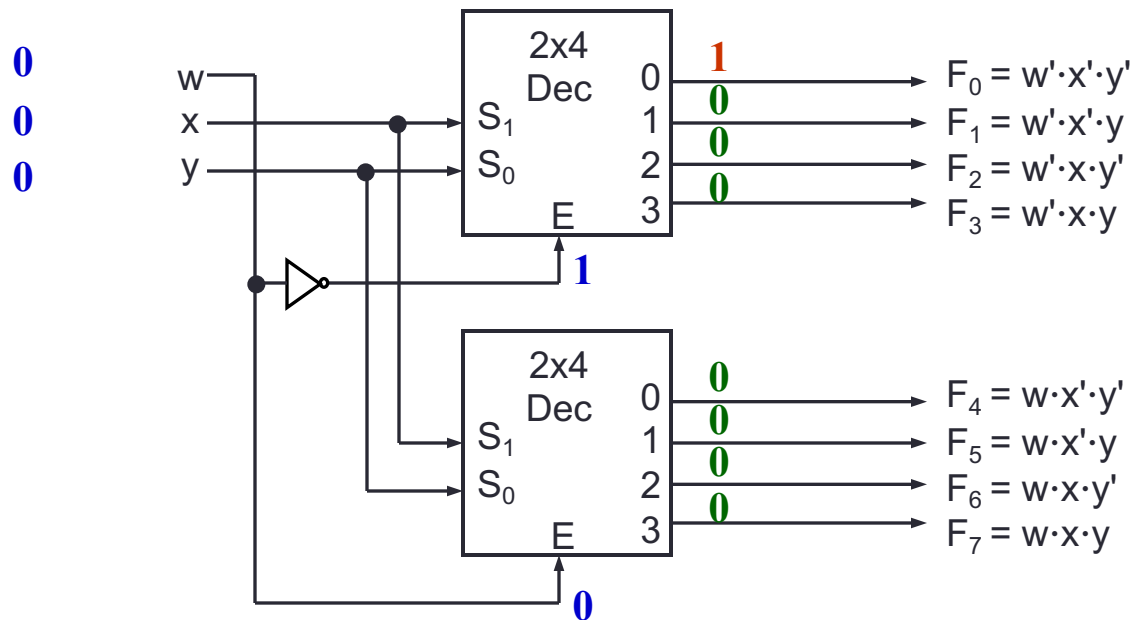 2x4
Dec
0
1
2
3
S₁
S₀
E
0 w
0 x
0 y
1
0
0
0
F₀ = w'·x'·y'
F₁ = w'·x'·y
F₂ = w'·x·y'
F₃ = w'·x·y
1
2x4
Dec
0
1
2
3
S₁
S₀
E
0
0
0
0
F₄ = w·x'·y'
F₅ = w·x'·y
F₆ = w·x·y'
F₇ = w·x·y
0